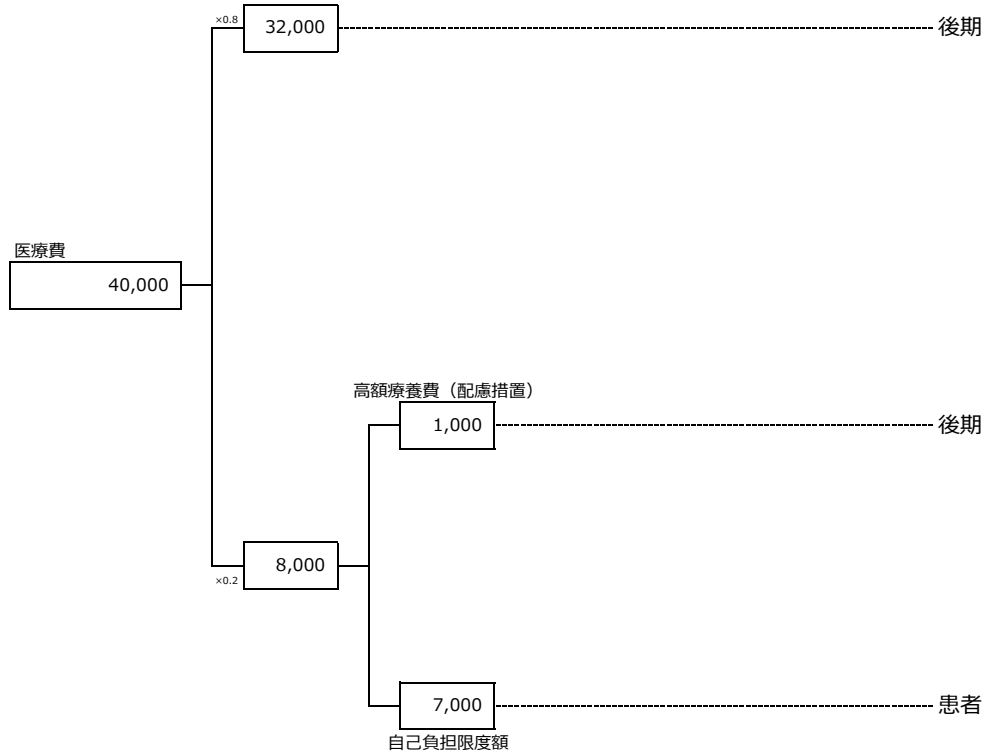 ×0.8
32,000
後期
医療費
40,000
高額療養費（配慮措置）
1,000
後期
8,000
×0.2
7,000
患者
自己負担限度額